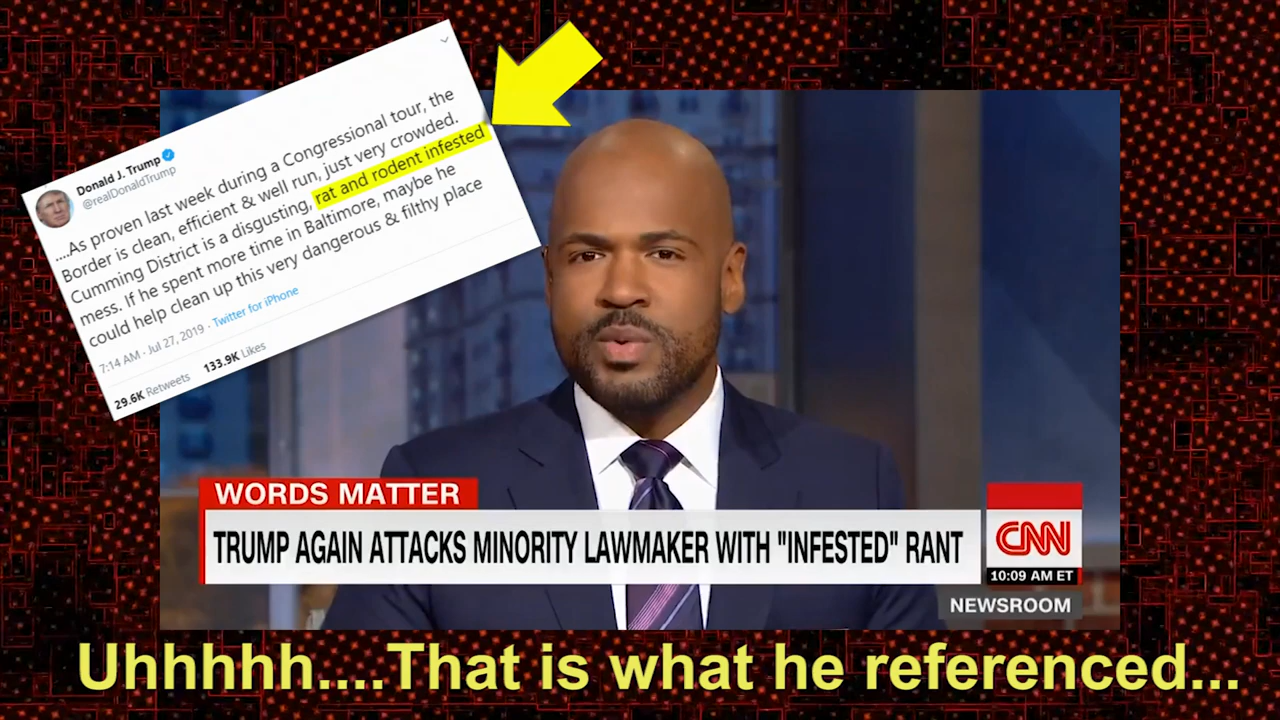 Donald J. Trump
@realDonaldTrump
....As proven last week during a Congressional tour, the
Border is clean, efficient & well run, just very crowded.
Cumming District is a disgusting, rat and rodent infested
mess. If he spent more time in Baltimore, maybe he
could help clean up this very dangerous & filthy place
7:14 AM · Jul 27, 2019 · Twitter for iPhone
29.6K Retweets 133.9K Likes
WORDS MATTER
TRUMP AGAIN ATTACKS MINORITY LAWMAKER WITH "INFESTED" RANT
CNN
10:09 AM ET
NEWSROOM
Uhhhhh....That is what he referenced...